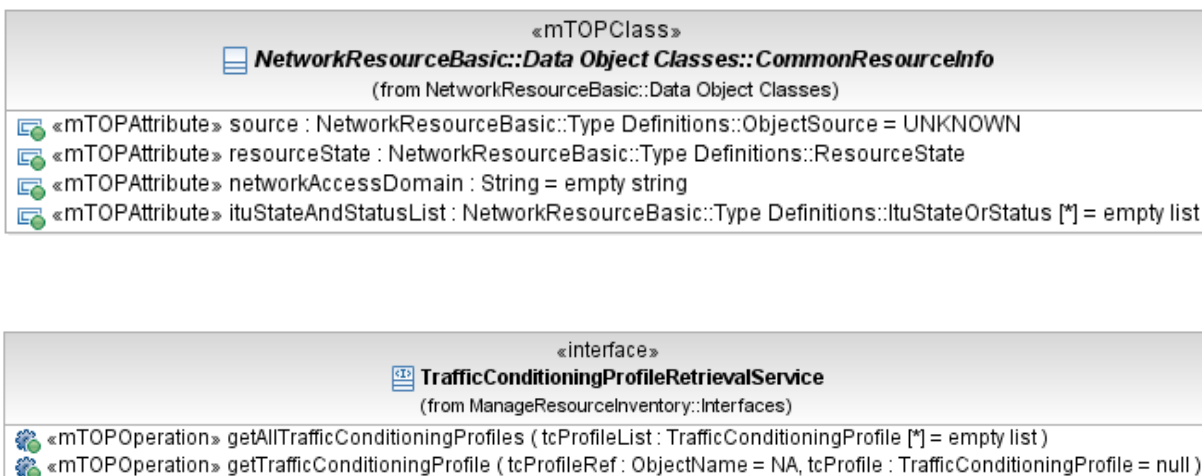 «mTOPClass»
NetworkResourceBasic::Data Object Classes::CommonResourceInfo
(from NetworkResourceBasic::Data Object Classes)
«mTOPAttribute» source : NetworkResourceBasic::Type Definitions::ObjectSource = UNKNOWN
«mTOPAttribute» resourceState : NetworkResourceBasic::Type Definitions::ResourceState
«mTOPAttribute» networkAccessDomain : String = empty string
«mTOPAttribute» ituStateAndStatusList : NetworkResourceBasic::Type Definitions::ItuStateOrStatus [*] = empty list
«interface»
TrafficConditioningProfileRetrievalService
(from ManageResourceInventory::Interfaces)
«mTOPOperation» getAllTrafficConditioningProfiles ( tcProfileList : TrafficConditioningProfile [*] = empty list )
«mTOPOperation» getTrafficConditioningProfile ( tcProfileRef : ObjectName = NA, tcProfile : TrafficConditioningProfile = null )